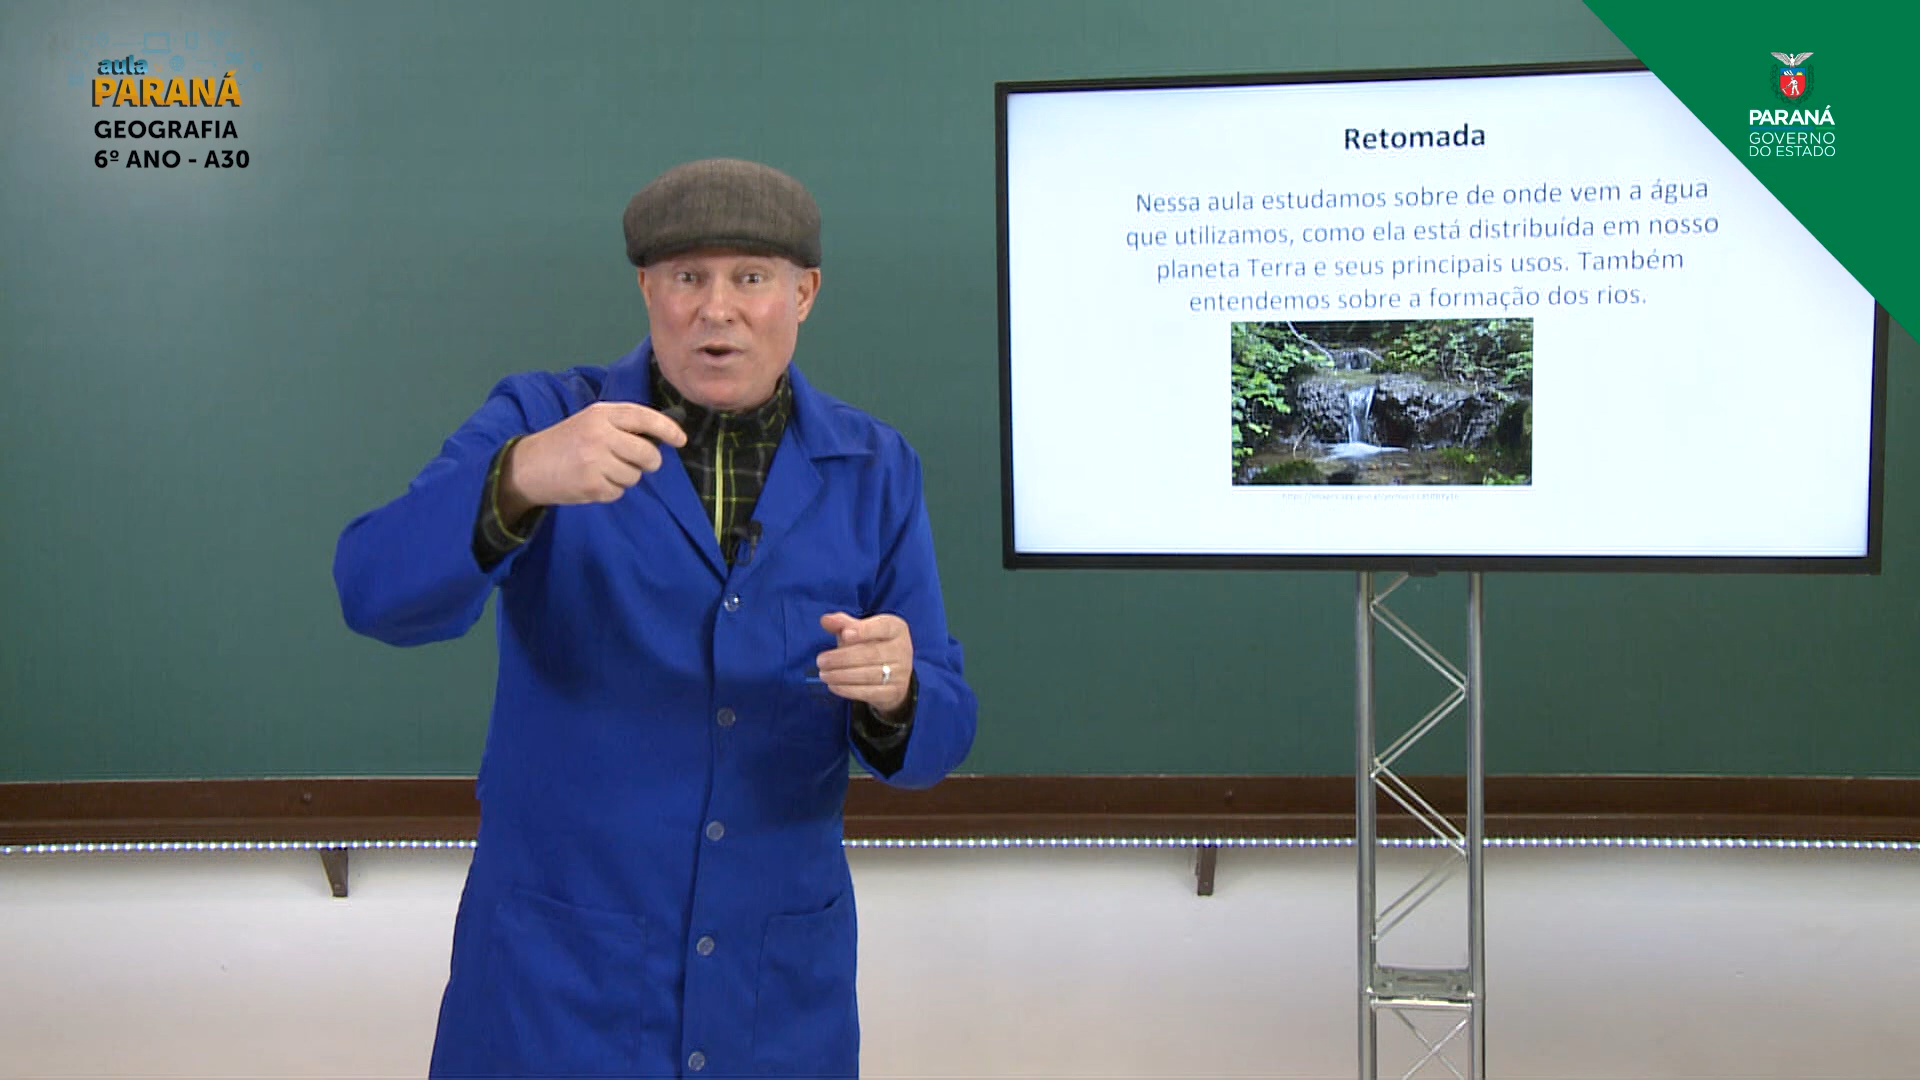 aula
PARANÁ
GEOGRAFIA
6º ANO - A30
PARANÁ
GOVERNO
DO ESTADO
Retomada
Nessa aula estudamos sobre de onde vem a água
que utilizamos, como ela está distribuída em nosso
planeta Terra e seus principais usos. Também
entendemos sobre a formação dos rios.